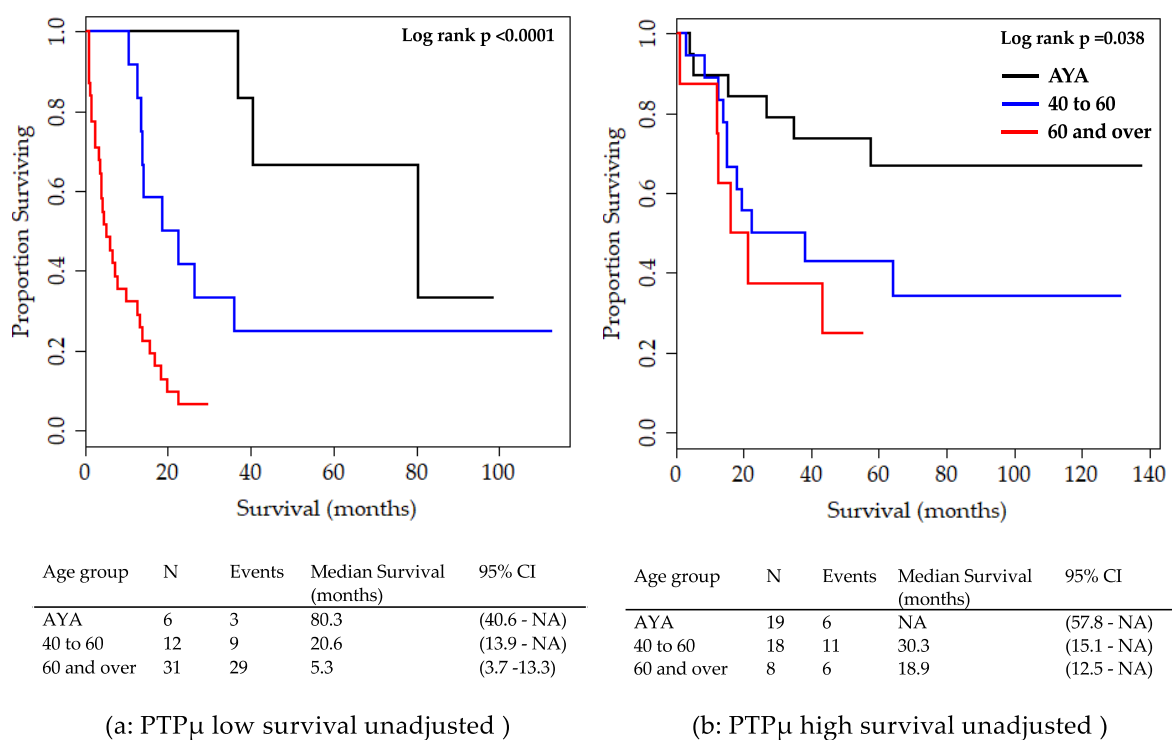 Log rank p <0.0001
Proportion Surviving
1.0
0.8
0.6
0.4
0.2
0.0
0 20 40 60 80 100
Survival (months)
Age group N Events Median Survival (months) 95% CI
AYA 6 3 80.3 (40.6 - NA)
40 to 60 12 9 20.6 (13.9 - NA)
60 and over 31 29 5.3 (3.7 -13.3)
(a: PTPμ low survival unadjusted )
Log rank p =0.038
AYA
40 to 60
60 and over
Proportion Surviving
1.0
0.8
0.6
0.4
0.2
0.0
0 20 40 60 80 100 120 140
Survival (months)
Age group N Events Median Survival (months) 95% CI
AYA 19 6 NA (57.8 - NA)
40 to 60 18 11 30.3 (15.1 - NA)
60 and over 8 6 18.9 (12.5 - NA)
(b: PTPμ high survival unadjusted )